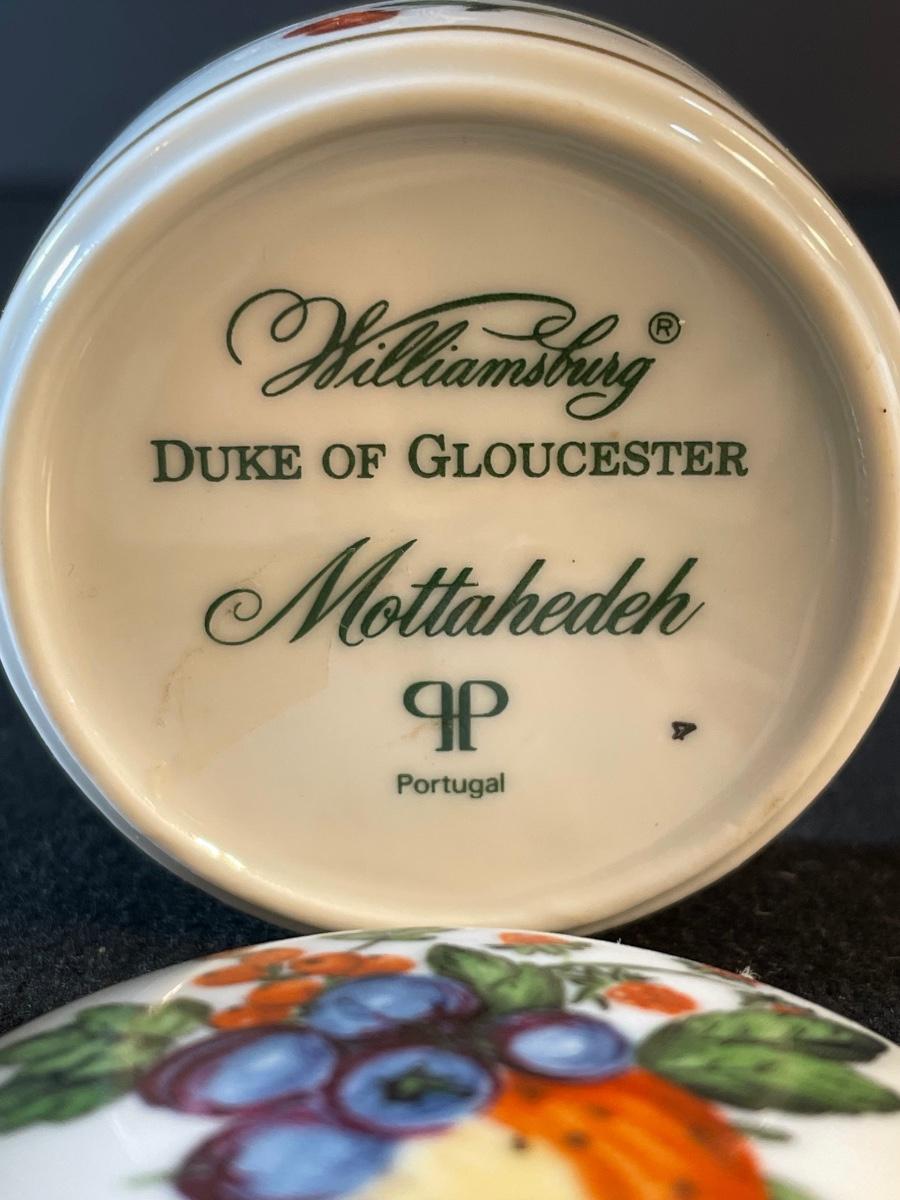 Williamsburg®
DUKE OF GLOUCESTER
Mottahedeh
Portugal